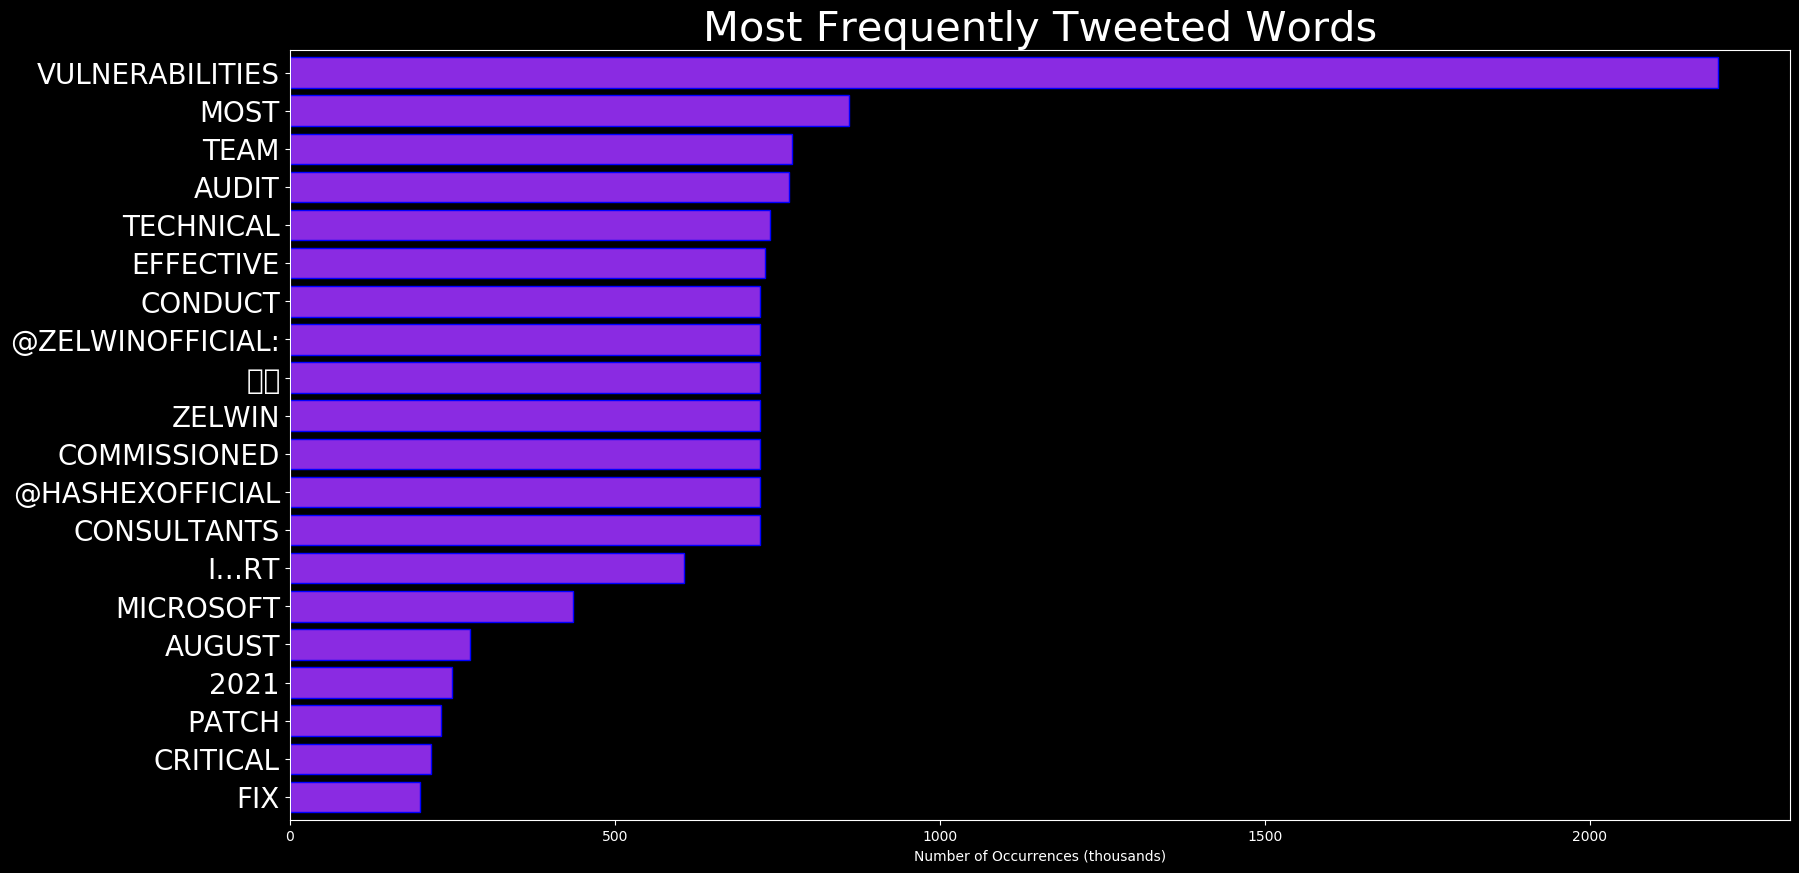 Most Frequently Tweeted Words
VULNERABILITIES
MOST
TEAM
AUDIT
TECHNICAL
EFFECTIVE
CONDUCT
@ZELWINOFFICIAL:
ZELWIN
COMMISSIONED
@HASHEXOFFICIAL
CONSULTANTS
I…RT
MICROSOFT
AUGUST
2021
PATCH
CRITICAL
FIX
0 500 1000 1500 2000
Number of Occurrences (thousands)